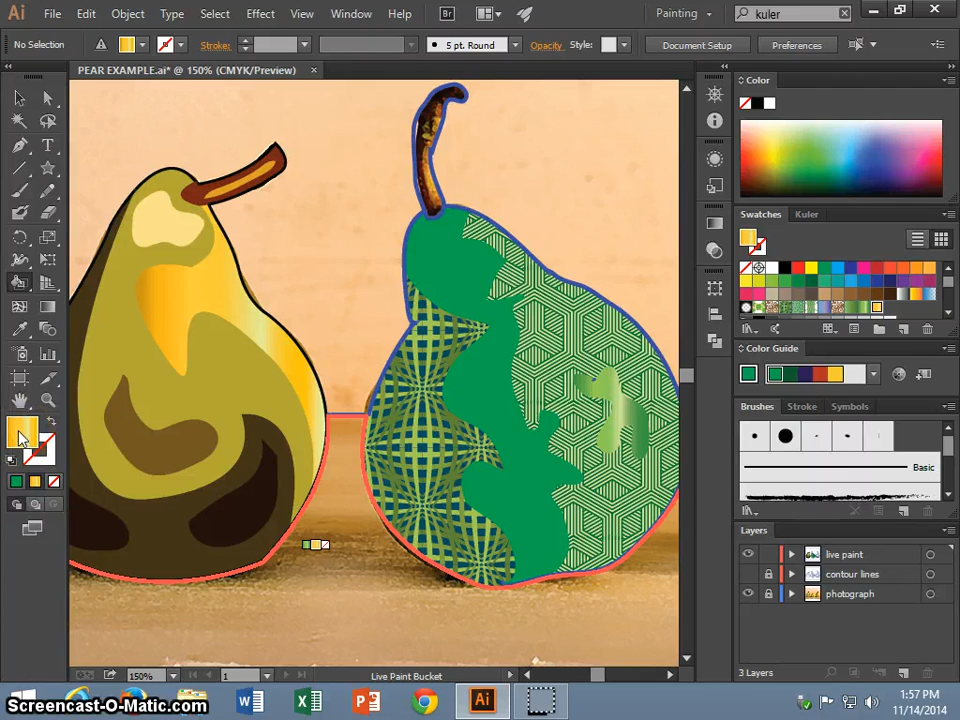 Ai File Edit Object Type Select Effect View Window Help Br Painting kuler
No Selection Stroke: 5 pt. Round Opacity Style: Document Setup Preferences
PEAR EXAMPLE.ai* @ 150% (CMYK/Preview)
Color
Swatches Kuler
Color Guide
Brushes Stroke Symbols
Basic
Layers
live paint
contour lines
photograph
3 Layers
150% 1 Live Paint Bucket
Screencast-O-Matic.com
Ai
1:57 PM
11/14/2014